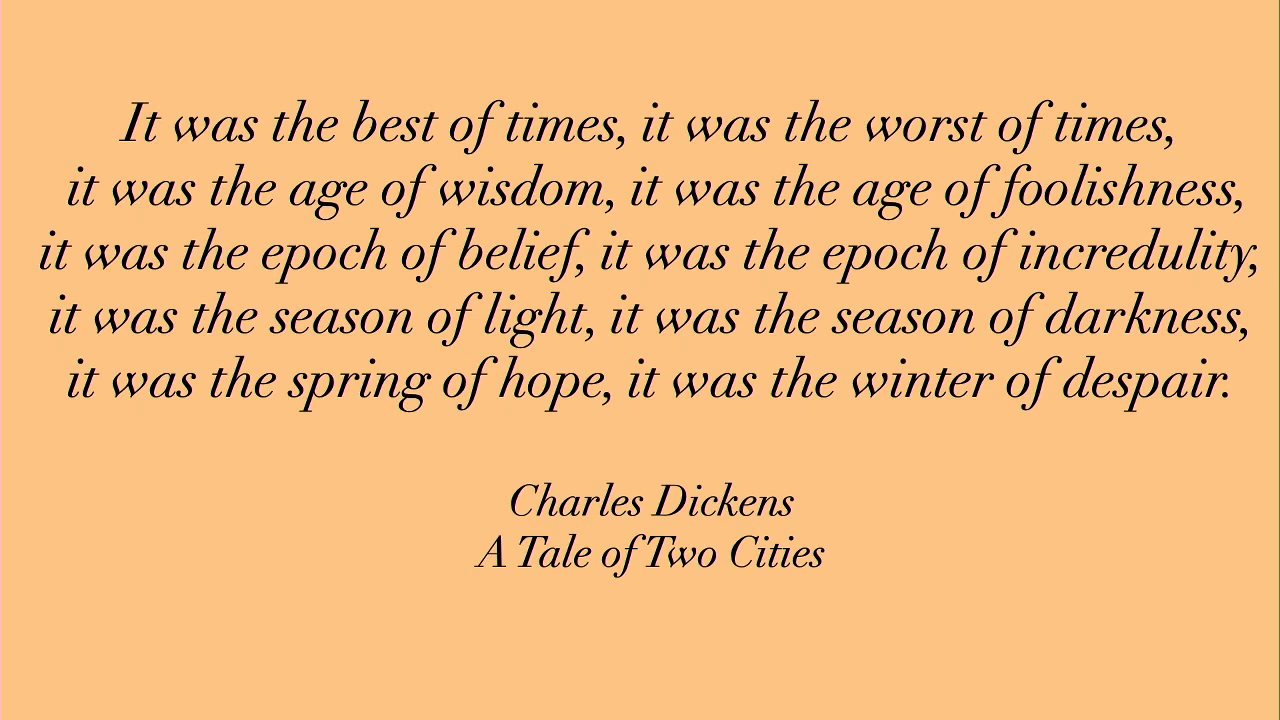 It was the best of times, it was the worst of times,
it was the age of wisdom, it was the age of foolishness,
it was the epoch of belief, it was the epoch of incredulity,
it was the season of light, it was the season of darkness,
it was the spring of hope, it was the winter of despair.
Charles Dickens
A Tale of Two Cities